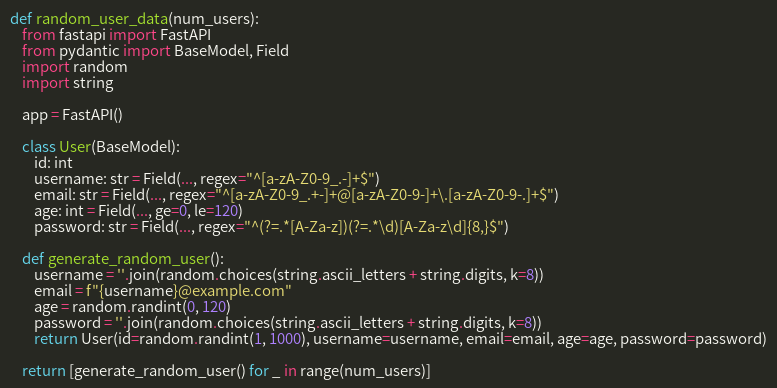 def random_user_data(num_users):
    from fastapi import FastAPI
    from pydantic import BaseModel, Field
    import random
    import string

    app = FastAPI()

    class User(BaseModel):
        id: int
        username: str = Field(..., regex="^[a-zA-Z0-9_.-]+$")
        email: str = Field(..., regex="^[a-zA-Z0-9_.+-]+@[a-zA-Z0-9-]+\.[a-zA-Z0-9-.]+$")
        age: int = Field(..., ge=0, le=120)
        password: str = Field(..., regex="^(?=.*[A-Za-z])(?=.*\d)[A-Za-z\d]{8,}$")

    def generate_random_user():
        username = ''.join(random.choices(string.ascii_letters + string.digits, k=8))
        email = f"{username}@example.com"
        age = random.randint(0, 120)
        password = ''.join(random.choices(string.ascii_letters + string.digits, k=8))
        return User(id=random.randint(1, 1000), username=username, email=email, age=age, password=password)

    return [generate_random_user() for _ in range(num_users)]